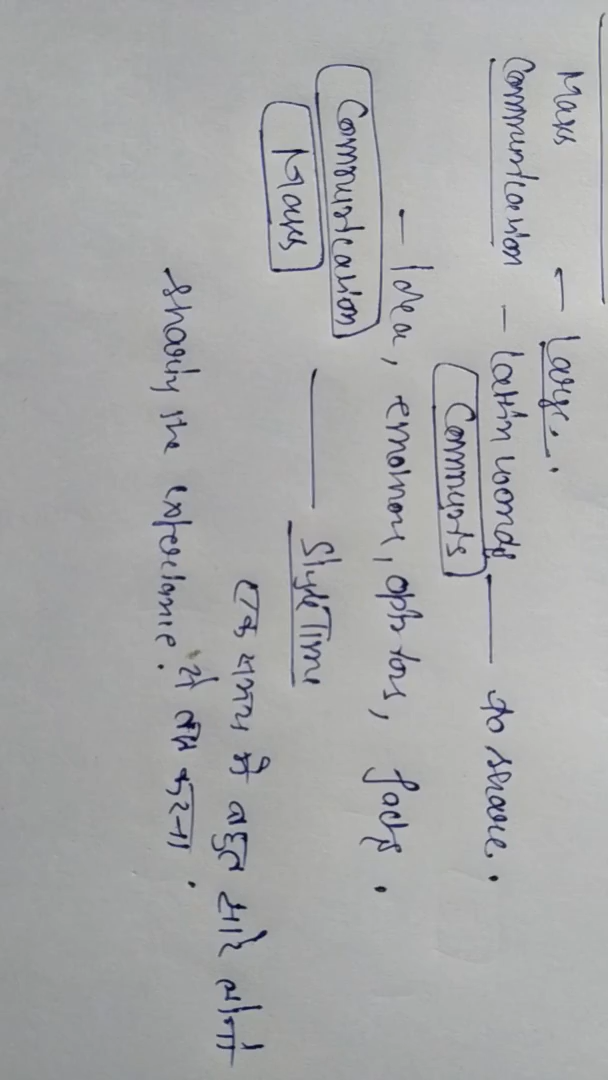 Mass – Large.
Communication – Latin words — to share.
Communis
– Idea, emotions, opinions, facts.
Communication
Mass — Single Time
एक समय में बहुत सारे लोगों
से बात करना.
Sharing the experience.